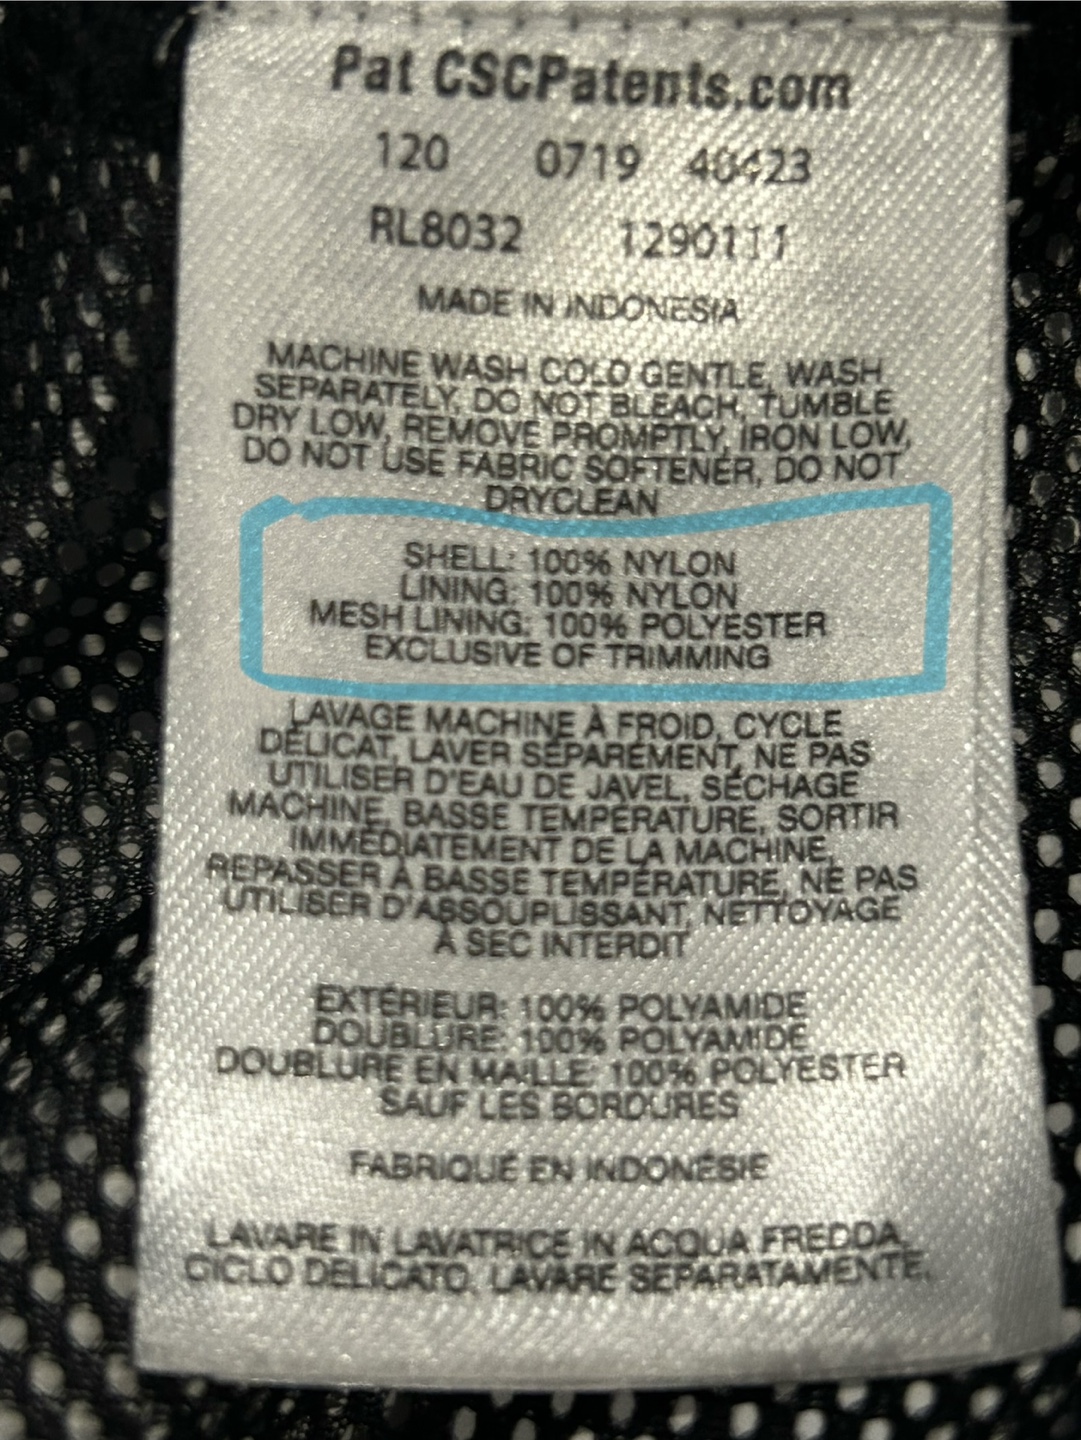 Pat CSCPatents.com
120 0719 40423
RL8032 1290111
MADE IN INDONESIA
MACHINE WASH COLD GENTLE, WASH
SEPARATELY, DO NOT BLEACH, TUMBLE
DRY LOW, REMOVE PROMPTLY, IRON LOW,
DO NOT USE FABRIC SOFTENER, DO NOT
DRYCLEAN
SHELL: 100% NYLON
LINING: 100% NYLON
MESH LINING: 100% POLYESTER
EXCLUSIVE OF TRIMMING
LAVAGE MACHINE À FROID, CYCLE
DÉLICAT, LAVER SÉPARÉMENT, NE PAS
UTILISER D'EAU DE JAVEL, SÉCHAGE
MACHINE, BASSE TEMPÉRATURE, SORTIR
IMMÉDIATEMENT DE LA MACHINE,
REPASSER À BASSE TEMPÉRATURE, NE PAS
UTILISER D'ASSOUPLISSANT, NETTOYAGE
À SEC INTERDIT
EXTÉRIEUR: 100% POLYAMIDE
DOUBLURE: 100% POLYAMIDE
DOUBLURE EN MAILLE: 100% POLYESTER
SAUF LES BORDURES
FABRIQUÉ EN INDONÉSIE
LAVARE IN LAVATRICE IN ACQUA FREDDA,
CICLO DELICATO, LAVARE SEPARATAMENTE,